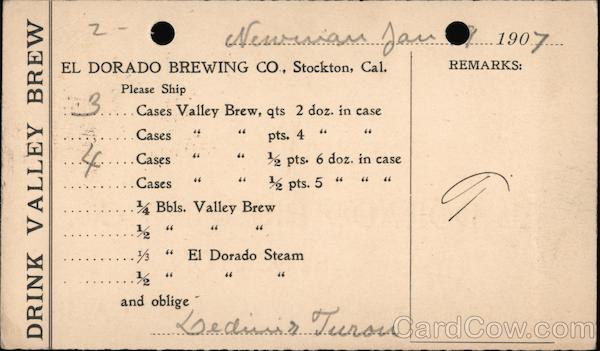 DRINK VALLEY BREW
2 - Newman Jan 1907
EL DORADO BREWING CO., Stockton, Cal.
REMARKS:
Please Ship
3 Cases Valley Brew, qts 2 doz. in case
Cases " " pts. 4 " "
4 Cases " " ½ pts. 6 doz. in case
Cases " " ½ pts. 5 " " "
¼ Bbls. Valley Brew
½ " " "
⅓ " El Dorado Steam
½ " " "
and oblige
CardCow.com